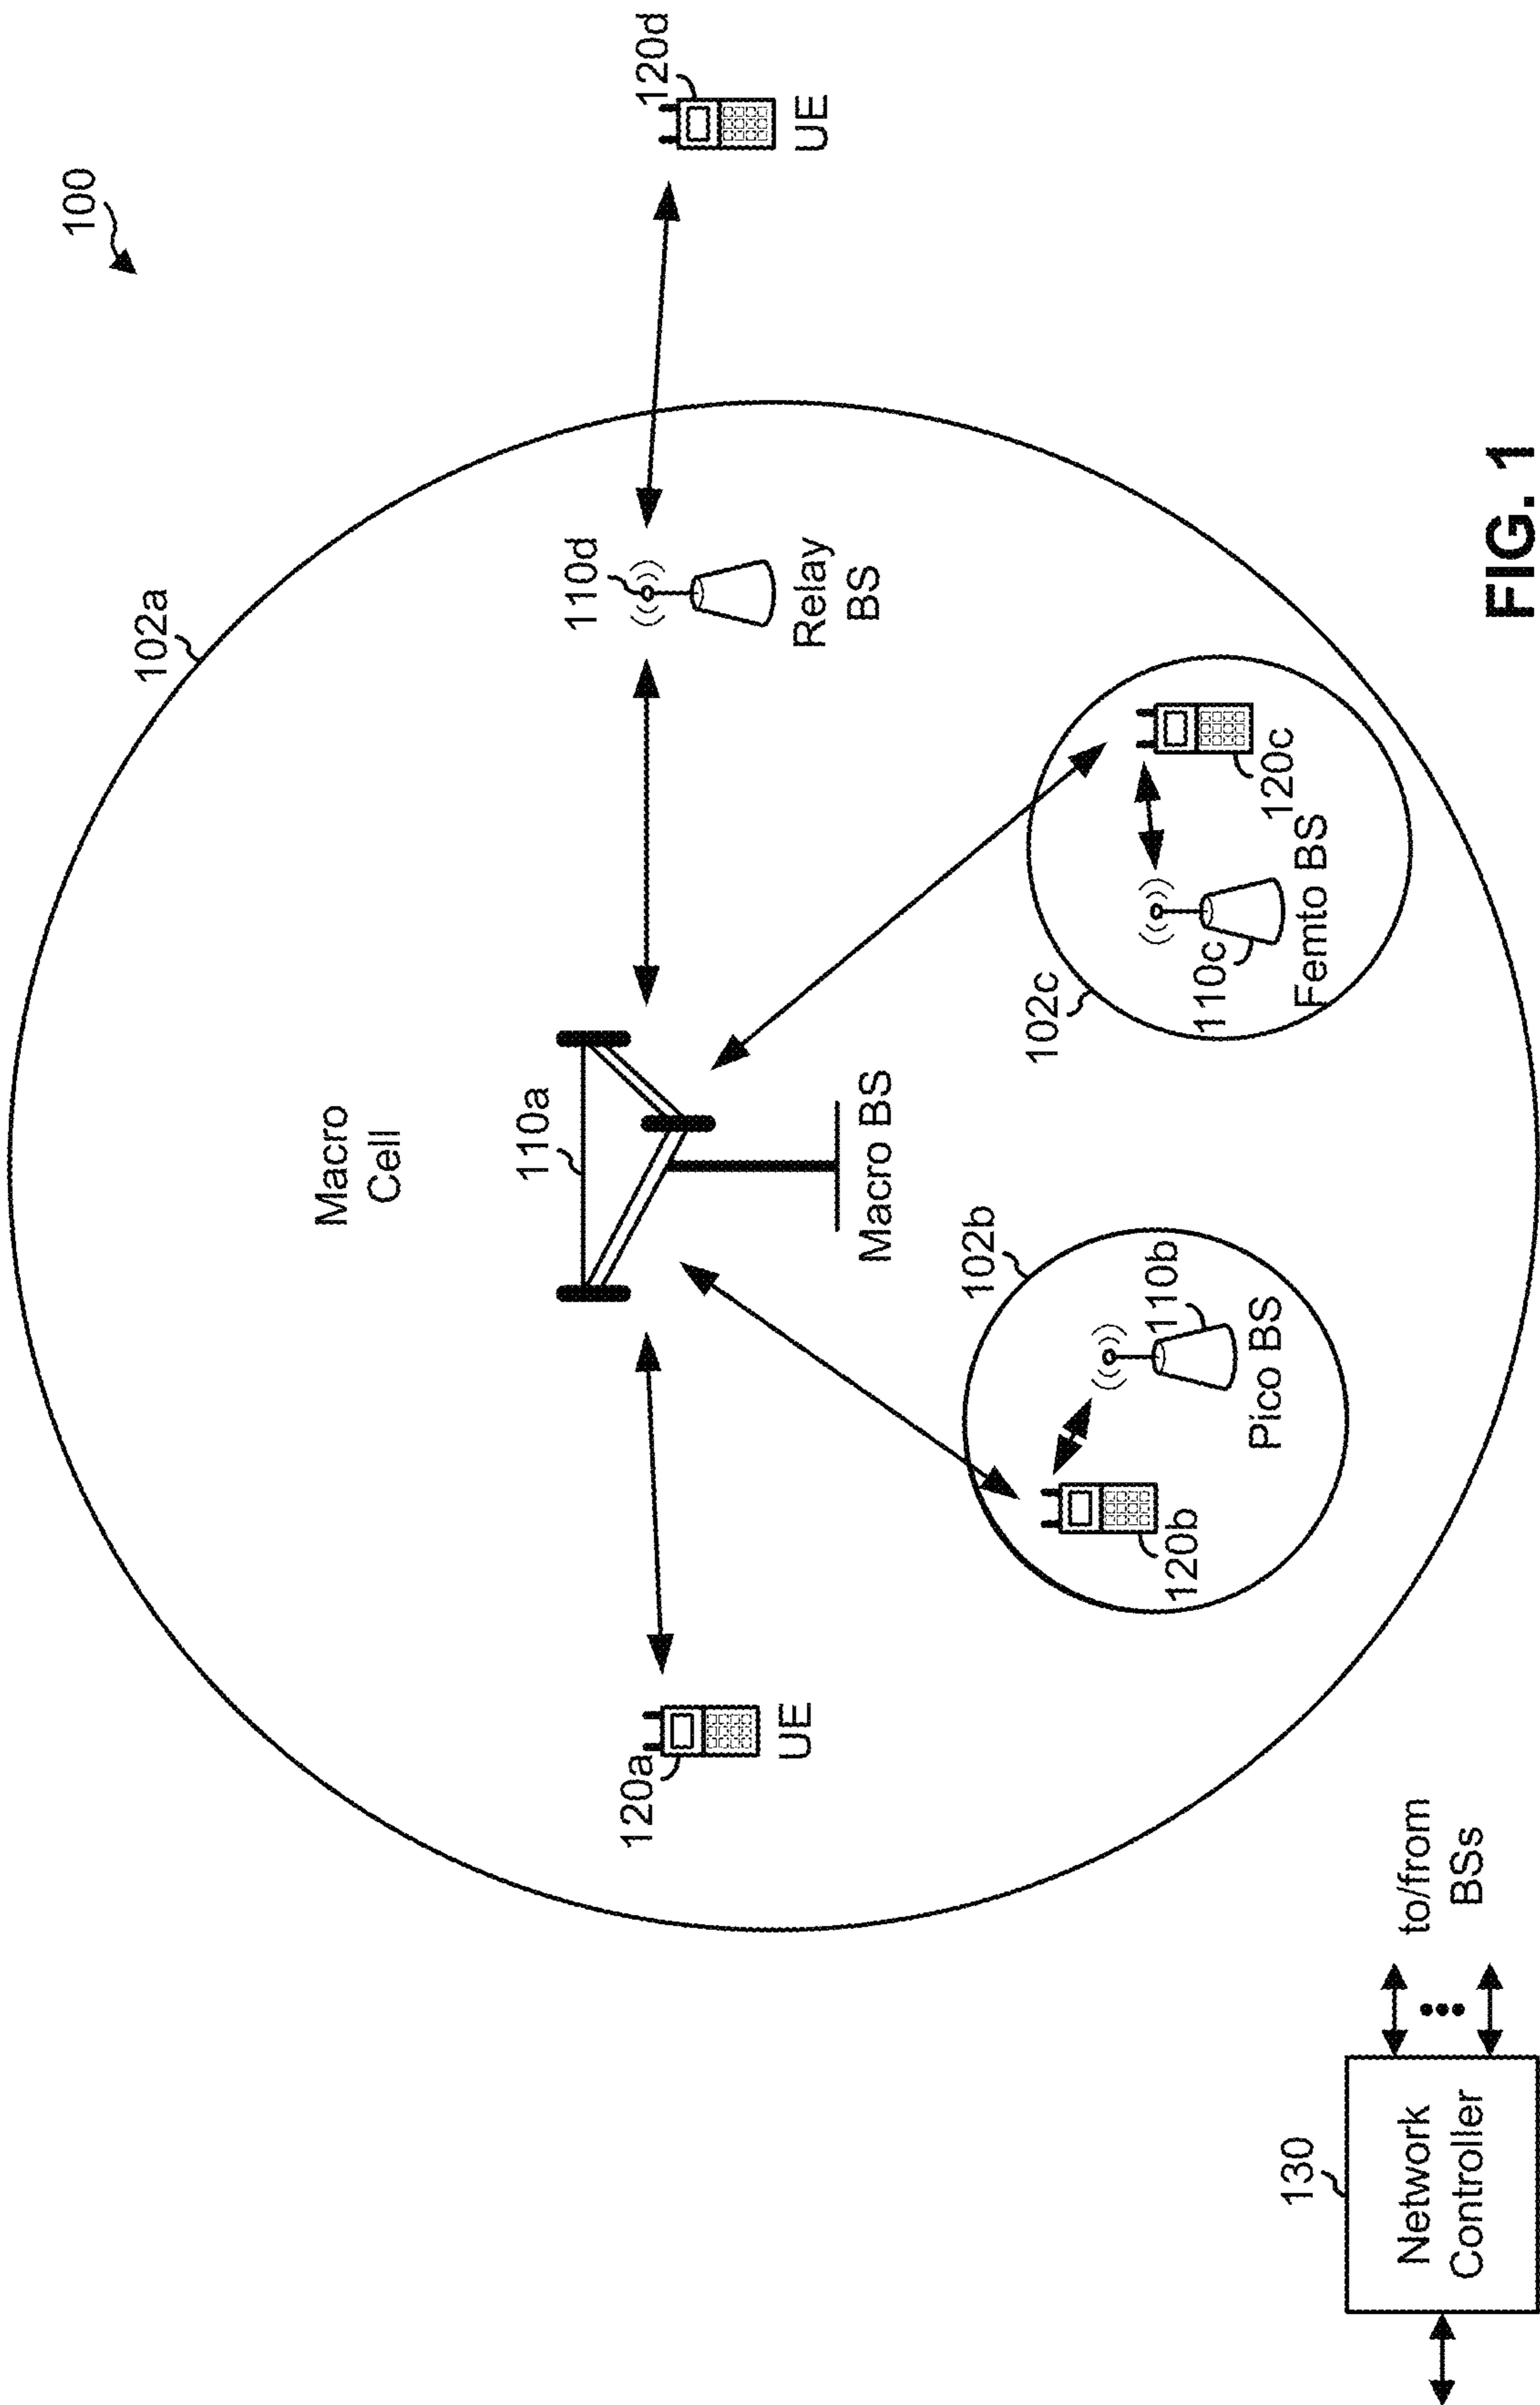 100
102a
Macro
Cell
110a
110d
120d
120a
UE
Macro BS
Relay
BS
UE
102b
102c
120b
110b
Pico BS
110c
120c
Femto BS
130
Network
Controller
to/from
BSs
FIG. 1